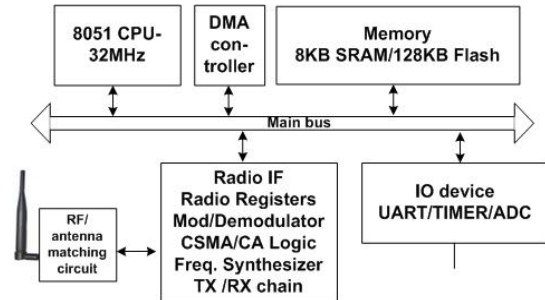 8051 CPU-
32MHz
DMA
con-
troller
Memory
8KB SRAM/128KB Flash
Main bus
RF/
antenna
matching
circuit
Radio IF
Radio Registers
Mod/Demodulator
CSMA/CA Logic
Freq. Synthesizer
TX /RX chain
IO device
UART/TIMER/ADC